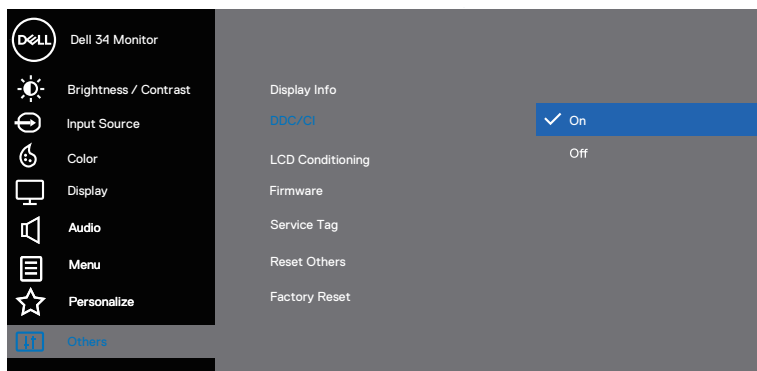 DELL
Dell 34 Monitor
Brightness / Contrast
Input Source
Color
Display
Audio
Menu
Personalize
Others
Display Info
DDC/CI
LCD Conditioning
Firmware
Service Tag
Reset Others
Factory Reset
On
Off